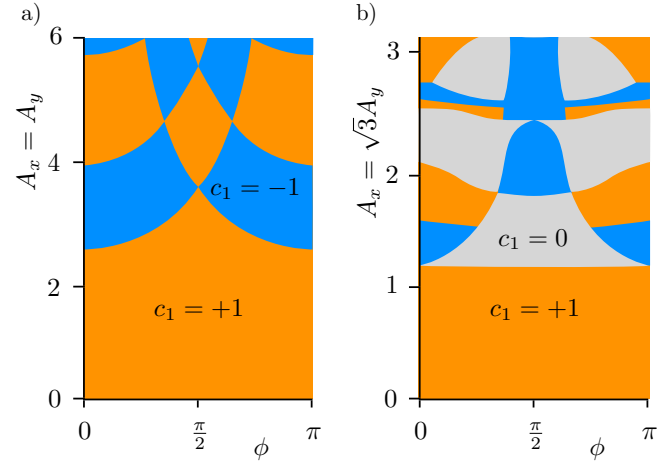 a)
6
4
2
0
A_x = A_y
c_1 = −1
c_1 = +1
0
π/2
ϕ
π
b)
3
2
1
0
A_x = √3A_y
c_1 = 0
c_1 = +1
0
π/2
ϕ
π